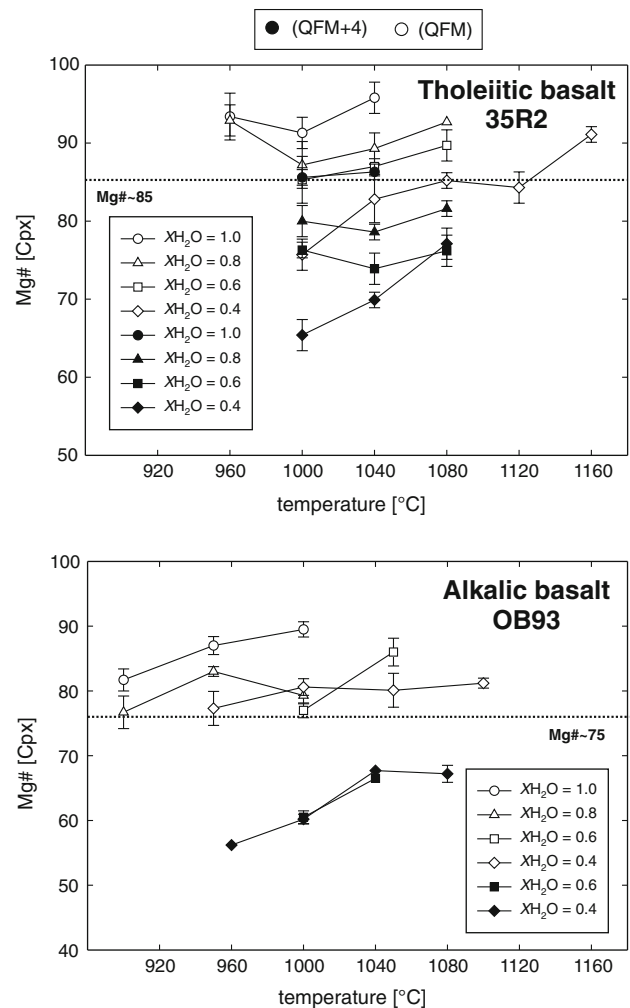 (QFM+4) (QFM)
Tholeiitic basalt
35R2
Mg# [Cpx]
100
90
80
70
60
50
Mg#~85
XH₂O = 1.0
XH₂O = 0.8
XH₂O = 0.6
XH₂O = 0.4
XH₂O = 1.0
XH₂O = 0.8
XH₂O = 0.6
XH₂O = 0.4
920 960 1000 1040 1080 1120 1160
temperature [°C]
Alkalic basalt
OB93
Mg# [Cpx]
100
90
80
70
60
50
40
Mg#~75
XH₂O = 1.0
XH₂O = 0.8
XH₂O = 0.6
XH₂O = 0.4
XH₂O = 0.6
XH₂O = 0.4
920 960 1000 1040 1080 1120 1160
temperature [°C]